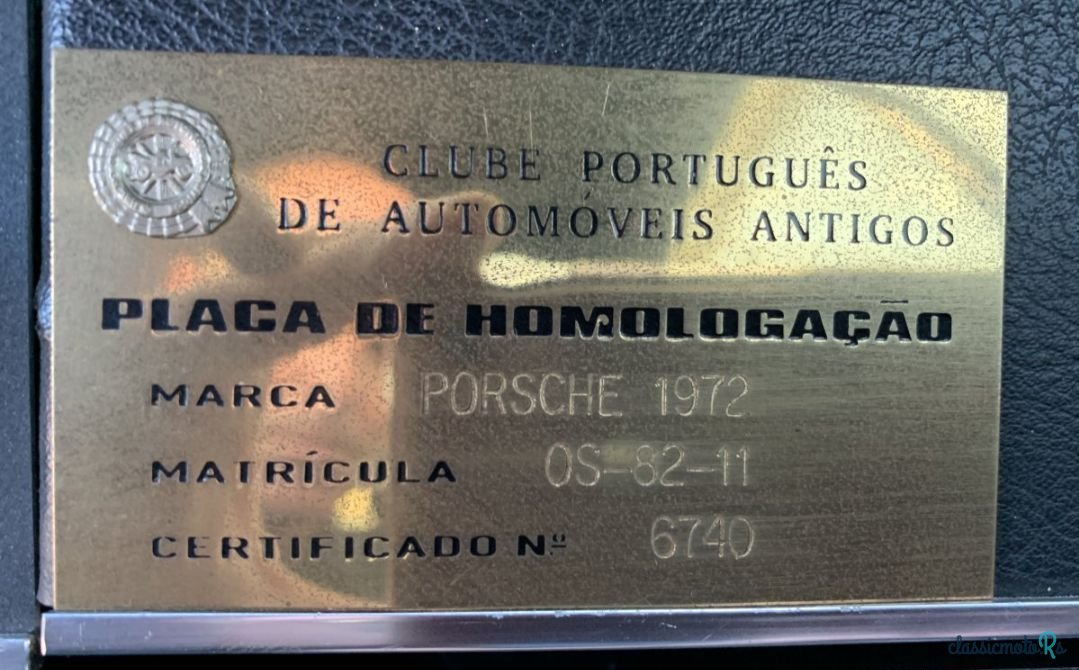 CLUBE PORTUGUÊS
DE AUTOMÓVEIS ANTIGOS
PLACA DE HOMOLOGAÇÃO
MARCA PORSCHE 1972
MATRÍCULA OS-82-11
CERTIFICADO Nº 6740
classicmotoRs